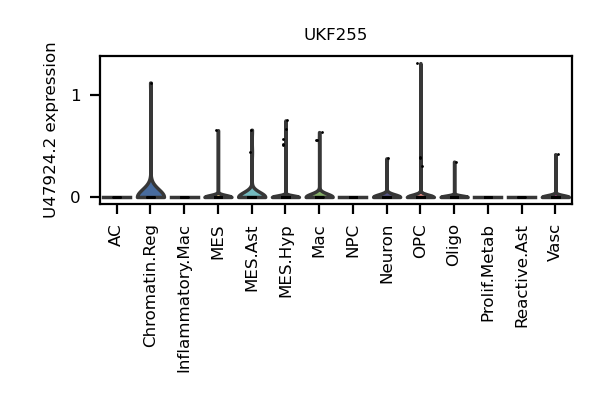 UKF255
U47924.2 expression
1
0
AC
Chromatin.Reg
Inflammatory.Mac
MES
MES.Ast
MES.Hyp
Mac
NPC
Neuron
OPC
Oligo
Prolif.Metab
Reactive.Ast
Vasc